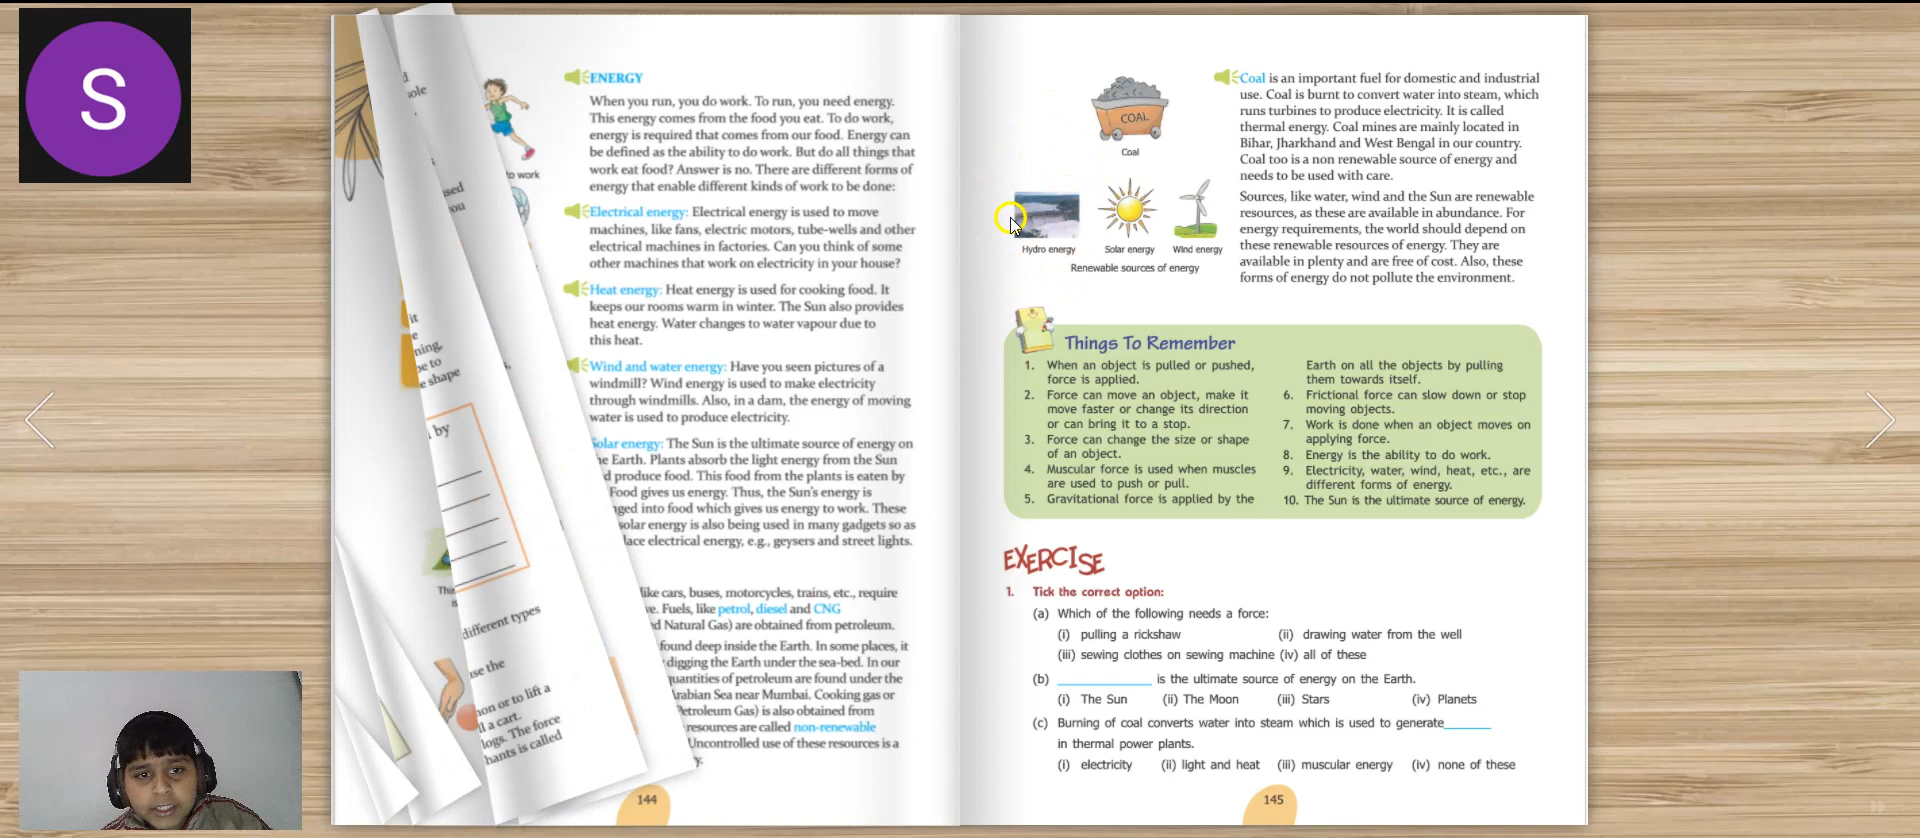 S
ENERGY
When you run, you do work. To run, you need energy.
This energy comes from the food you eat. To do work,
energy is required that comes from our food. Energy can
be defined as the ability to do work. But do all things that
work eat food? Answer is no. There are different forms of
energy that enable different kinds of work to be done:
Electrical energy: Electrical energy is used to move
machines, like fans, electric motors, tube-wells and other
electrical machines in factories. Can you think of some
other machines that work on electricity in your house?
Heat energy: Heat energy is used for cooking food. It
keeps our rooms warm in winter. The Sun also provides
heat energy. Water changes to water vapour due to
this heat.
Wind and water energy: Have you seen pictures of a
windmill? Wind energy is used to make electricity
through windmills. Also, in a dam, the energy of moving
water is used to produce electricity.
Solar energy: The Sun is the ultimate source of energy on
he Earth. Plants absorb the light energy from the Sun
d produce food. This food from the plants is eaten by
Food gives us energy. Thus, the Sun's energy is
nged into food which gives us energy to work. These
solar energy is also being used in many gadgets so as
lace electrical energy, e.g., geysers and street lights.
like cars, buses, motorcycles, trains, etc., require
ve. Fuels, like petrol, diesel and CNG
d Natural Gas) are obtained from petroleum.
found deep inside the Earth. In some places, it
digging the Earth under the sea-bed. In our
quantities of petroleum are found under the
rabian Sea near Mumbai. Cooking gas or
Petroleum Gas) is also obtained from
resources are called non-renewable
Uncontrolled use of these resources is a
y.
to work
sole
ised
ou
it
e
ning,
pe to
e shape
by
different types
use the
non or to lift a
ll a cart.
logs. The force
hants is called
144
COAL
Coal
Coal is an important fuel for domestic and industrial
use. Coal is burnt to convert water into steam, which
runs turbines to produce electricity. It is called
thermal energy. Coal mines are mainly located in
Bihar, Jharkhand and West Bengal in our country.
Coal too is a non renewable source of energy and
needs to be used with care.
Hydro energy Solar energy Wind energy
Renewable sources of energy
Sources, like water, wind and the Sun are renewable
resources, as these are available in abundance. For
energy requirements, the world should depend on
these renewable resources of energy. They are
available in plenty and are free of cost. Also, these
forms of energy do not pollute the environment.
Things To Remember
1. When an object is pulled or pushed,
force is applied.
2. Force can move an object, make it
move faster or change its direction
or can bring it to a stop.
3. Force can change the size or shape
of an object.
4. Muscular force is used when muscles
are used to push or pull.
5. Gravitational force is applied by the
Earth on all the objects by pulling
them towards itself.
6. Frictional force can slow down or stop
moving objects.
7. Work is done when an object moves on
applying force.
8. Energy is the ability to do work.
9. Electricity, water, wind, heat, etc., are
different forms of energy.
10. The Sun is the ultimate source of energy.
EXERCISE
1. Tick the correct option:
(a) Which of the following needs a force:
(i) pulling a rickshaw (ii) drawing water from the well
(iii) sewing clothes on sewing machine (iv) all of these
(b) ____________ is the ultimate source of energy on the Earth.
(i) The Sun (ii) The Moon (iii) Stars (iv) Planets
(c) Burning of coal converts water into steam which is used to generate______
in thermal power plants.
(i) electricity (ii) light and heat (iii) muscular energy (iv) none of these
145